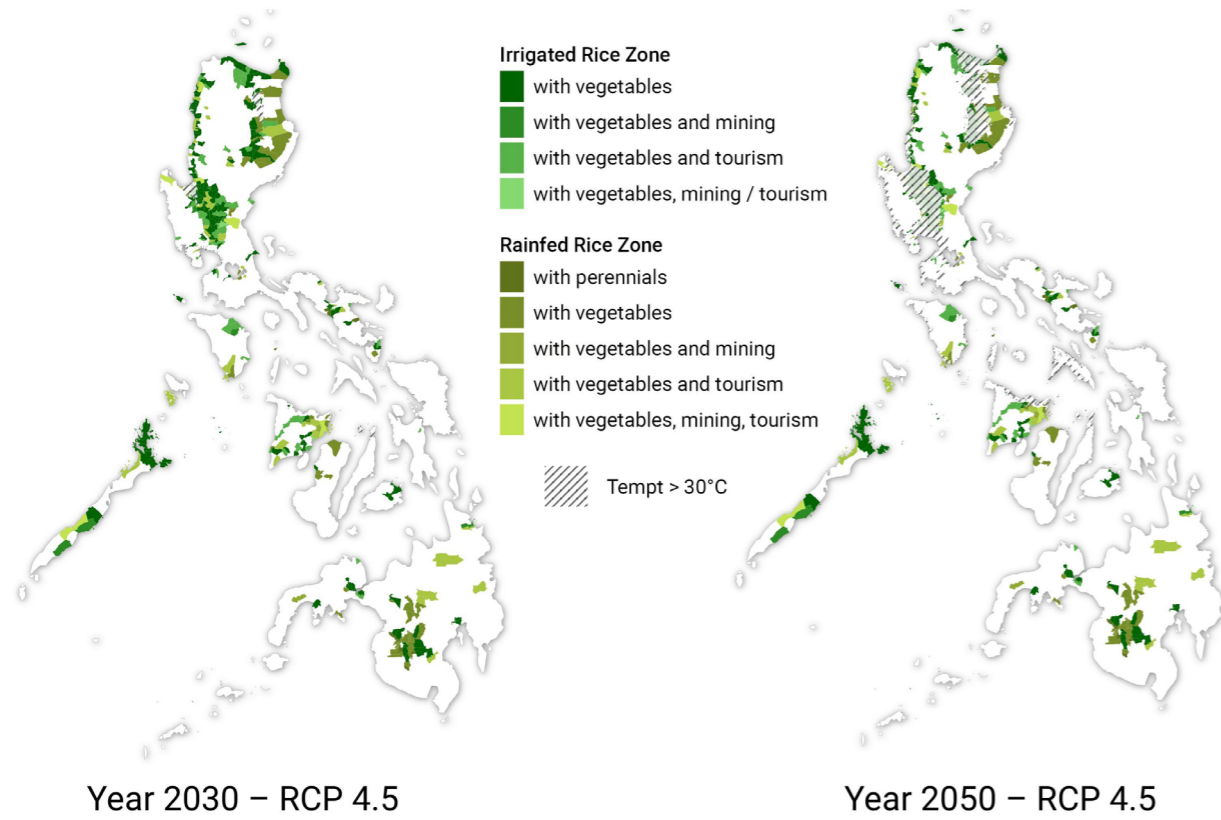 Irrigated Rice Zone
with vegetables
with vegetables and mining
with vegetables and tourism
with vegetables, mining / tourism
Rainfed Rice Zone
with perennials
with vegetables
with vegetables and mining
with vegetables and tourism
with vegetables, mining, tourism
Tempt > 30°C
Year 2030 – RCP 4.5
Year 2050 – RCP 4.5